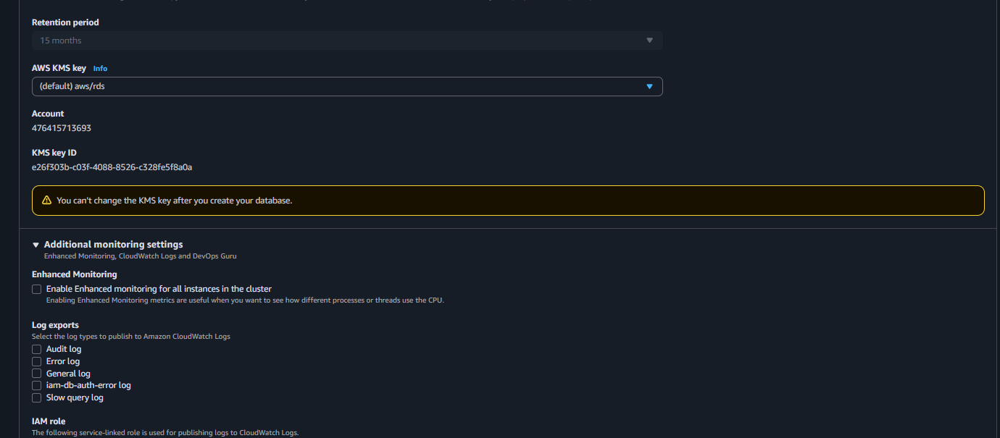 Retention period
15 months
AWS KMS key Info
(default) aws/rds
Account
476415713693
KMS key ID
e26f303b-c03f-4088-8526-c328fe5f8a0a
You can't change the KMS key after you create your database.
Additional monitoring settings
Enhanced Monitoring, CloudWatch Logs and DevOps Guru
Enhanced Monitoring
Enable Enhanced monitoring for all instances in the cluster
Enabling Enhanced Monitoring metrics are useful when you want to see how different processes or threads use the CPU.
Log exports
Select the log types to publish to Amazon CloudWatch Logs
Audit log
Error log
General log
iam-db-auth-error log
Slow query log
IAM role
The following service-linked role is used for publishing logs to CloudWatch Logs.